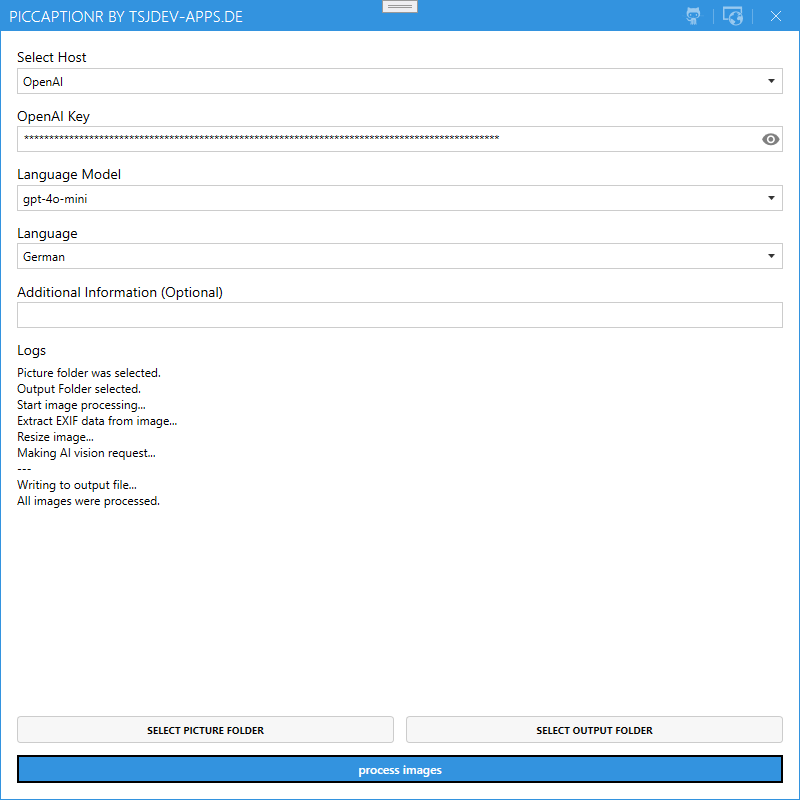 PICCAPTIONR BY TSJDEV-APPS.DE
Select Host
OpenAI
OpenAI Key
***********************************************************************************************
Language Model
gpt-4o-mini
Language
German
Additional Information (Optional)
Logs
Picture folder was selected.
Output Folder selected.
Start image processing...
Extract EXIF data from image...
Resize image...
Making AI vision request...
---
Writing to output file...
All images were processed.
SELECT PICTURE FOLDER
SELECT OUTPUT FOLDER
process images